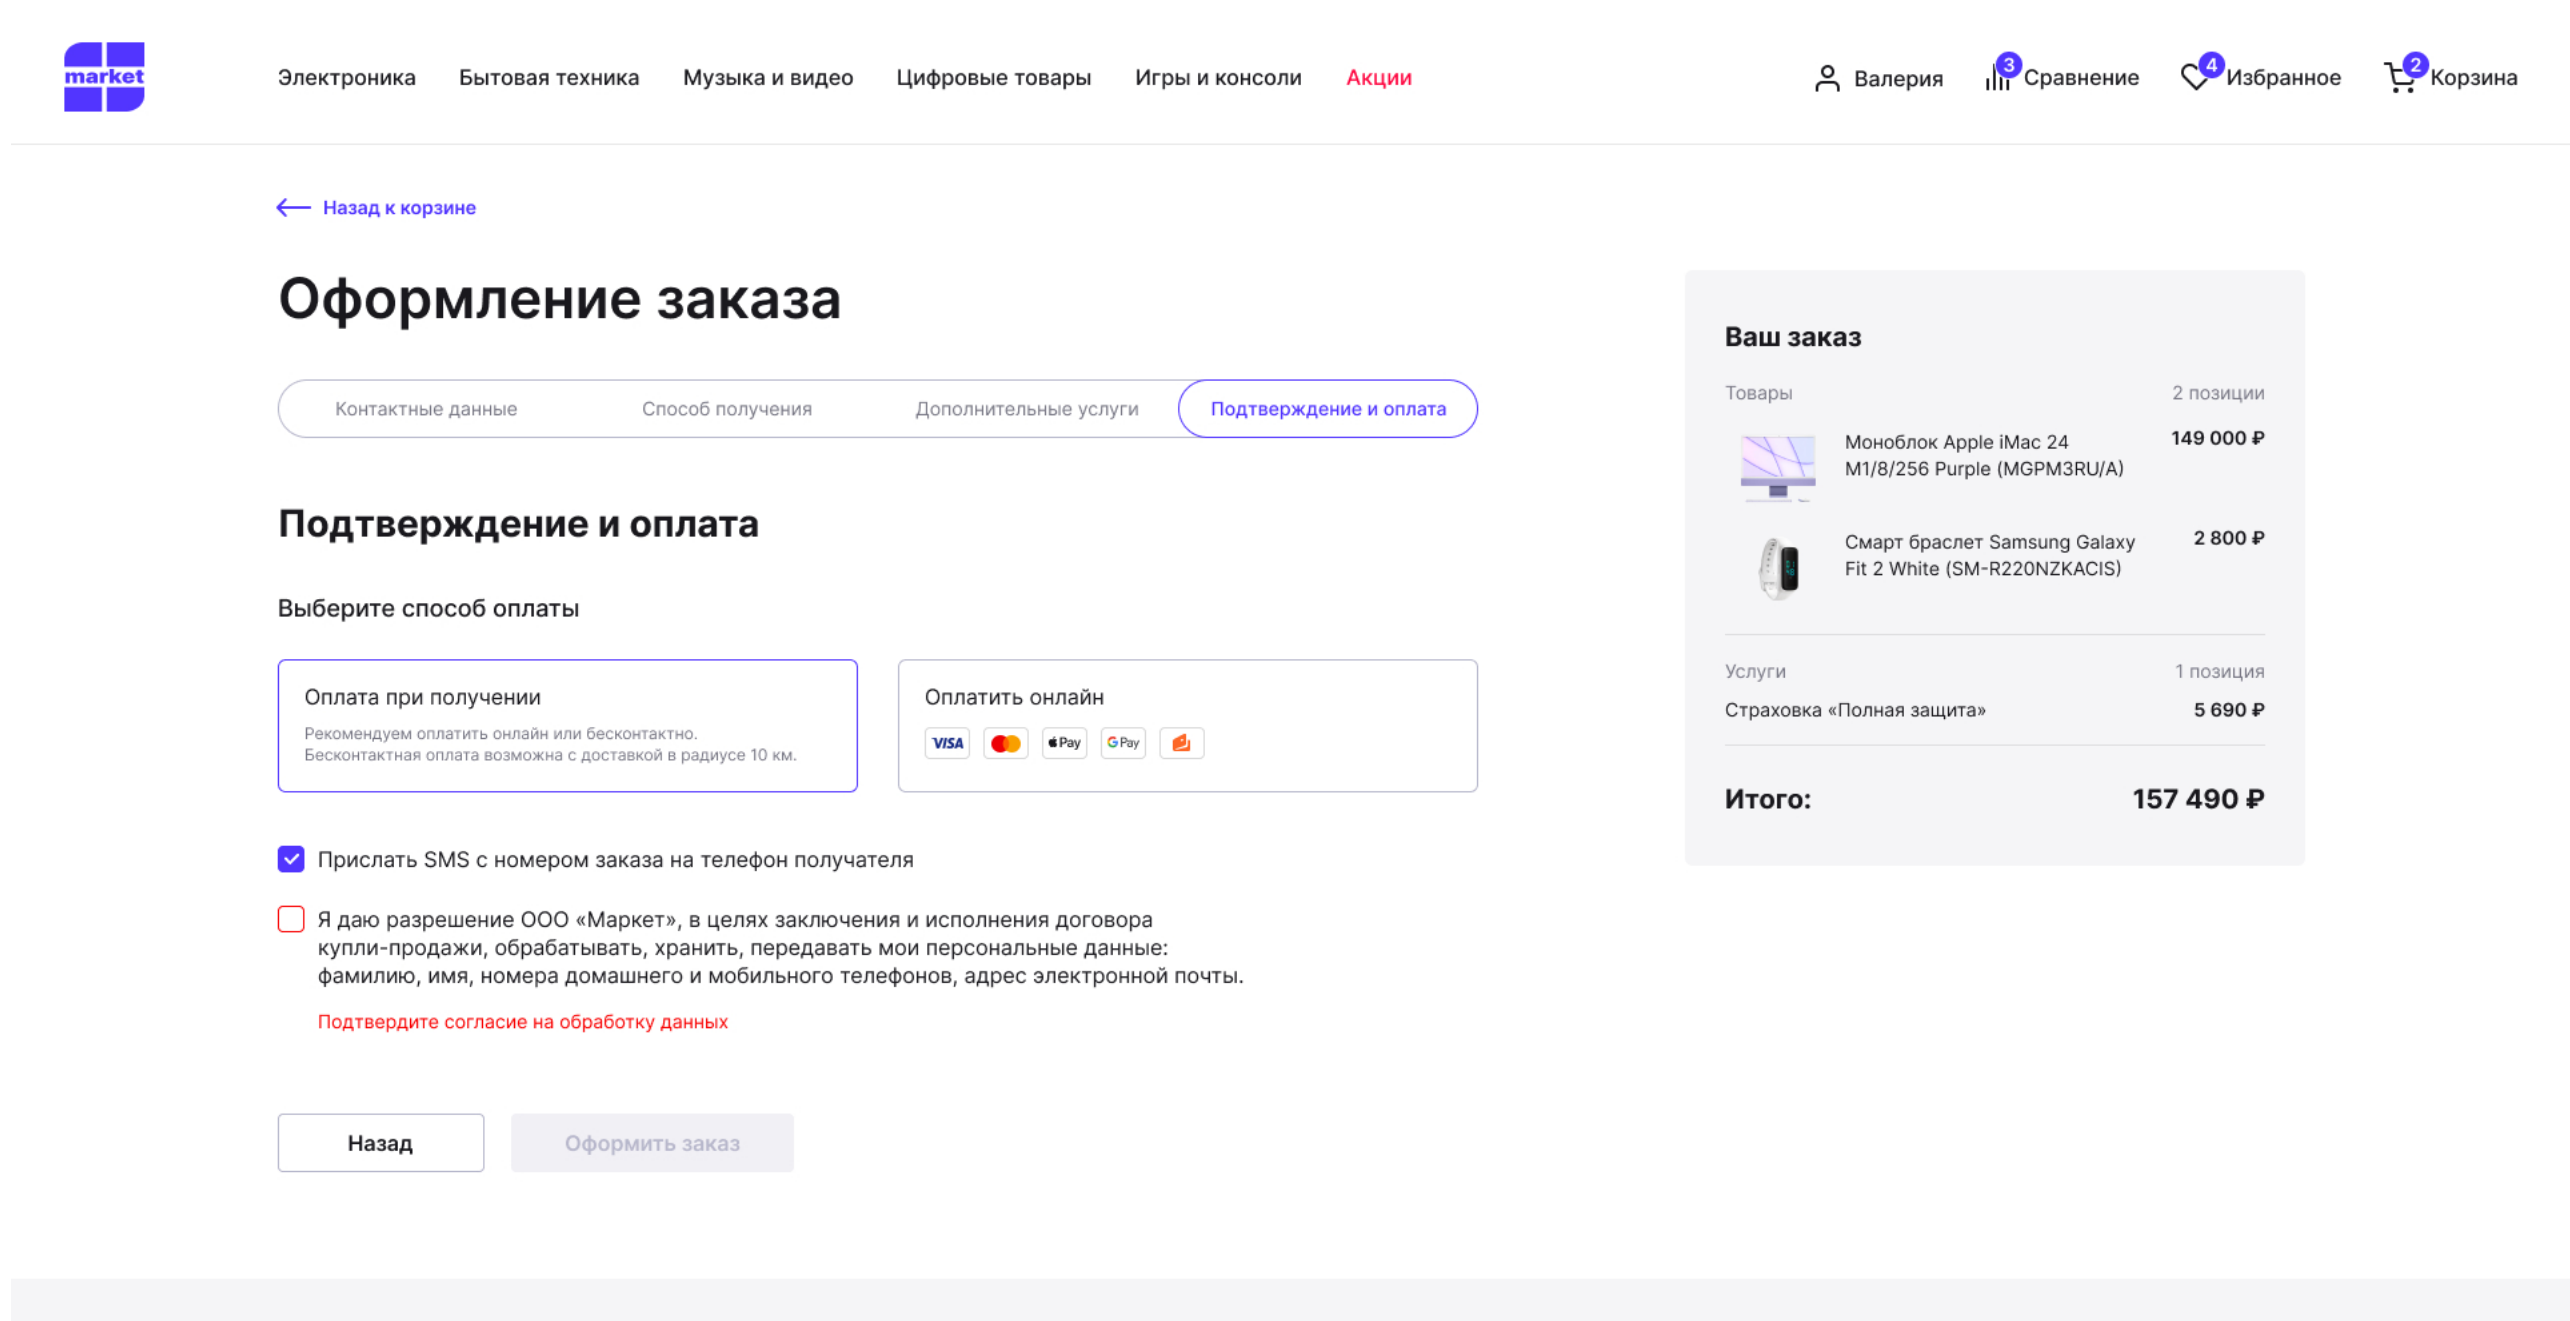 market
Электроника Бытовая техника Музыка и видео Цифровые товары Игры и консоли Акции
Валерия 3 Сравнение 4 Избранное 2 Корзина
Назад к корзине
Оформление заказа
Контактные данные Способ получения Дополнительные услуги Подтверждение и оплата
Подтверждение и оплата
Выберите способ оплаты
Оплата при получении
Рекомендуем оплатить онлайн или бесконтактно.
Бесконтактная оплата возможна с доставкой в радиусе 10 км.
Оплатить онлайн
VISA Pay G Pay
Прислать SMS с номером заказа на телефон получателя
Я даю разрешение ООО «Маркет», в целях заключения и исполнения договора
купли-продажи, обрабатывать, хранить, передавать мои персональные данные:
фамилию, имя, номера домашнего и мобильного телефонов, адрес электронной почты.
Подтвердите согласие на обработку данных
Назад Оформить заказ
Ваш заказ
Товары 2 позиции
Моноблок Apple iMac 24 149 000 ₽
M1/8/256 Purple (MGPM3RU/A)
Смарт браслет Samsung Galaxy 2 800 ₽
Fit 2 White (SM-R220NZKACIS)
Услуги 1 позиция
Страховка «Полная защита» 5 690 ₽
Итого: 157 490 ₽